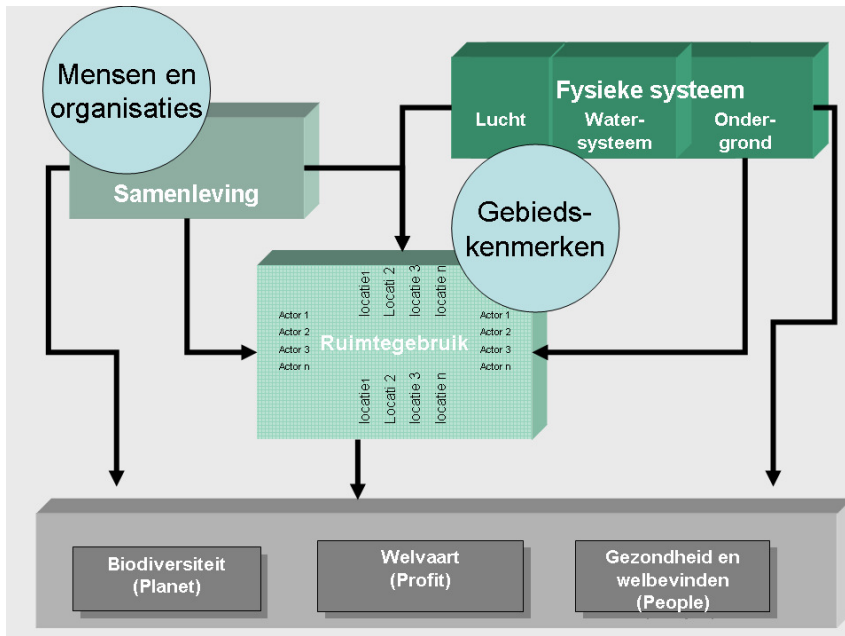 Mensen en
organisaties
Samenleving
Fysieke systeem
Lucht
Water-
systeem
Onder-
grond
Gebieds-
kenmerken
locatie1
Locati 2
locatie 3
locatie n
Actor 1
Actor 2
Actor 3
Actor n
Ruimtegebruik
Actor 1
Actor 2
Actor 3
Actor n
locatie1
Locati 2
locatie 3
locatie n
Biodiversiteit
(Planet)
Welvaart
(Profit)
Gezondheid en
welbevinden
(People)